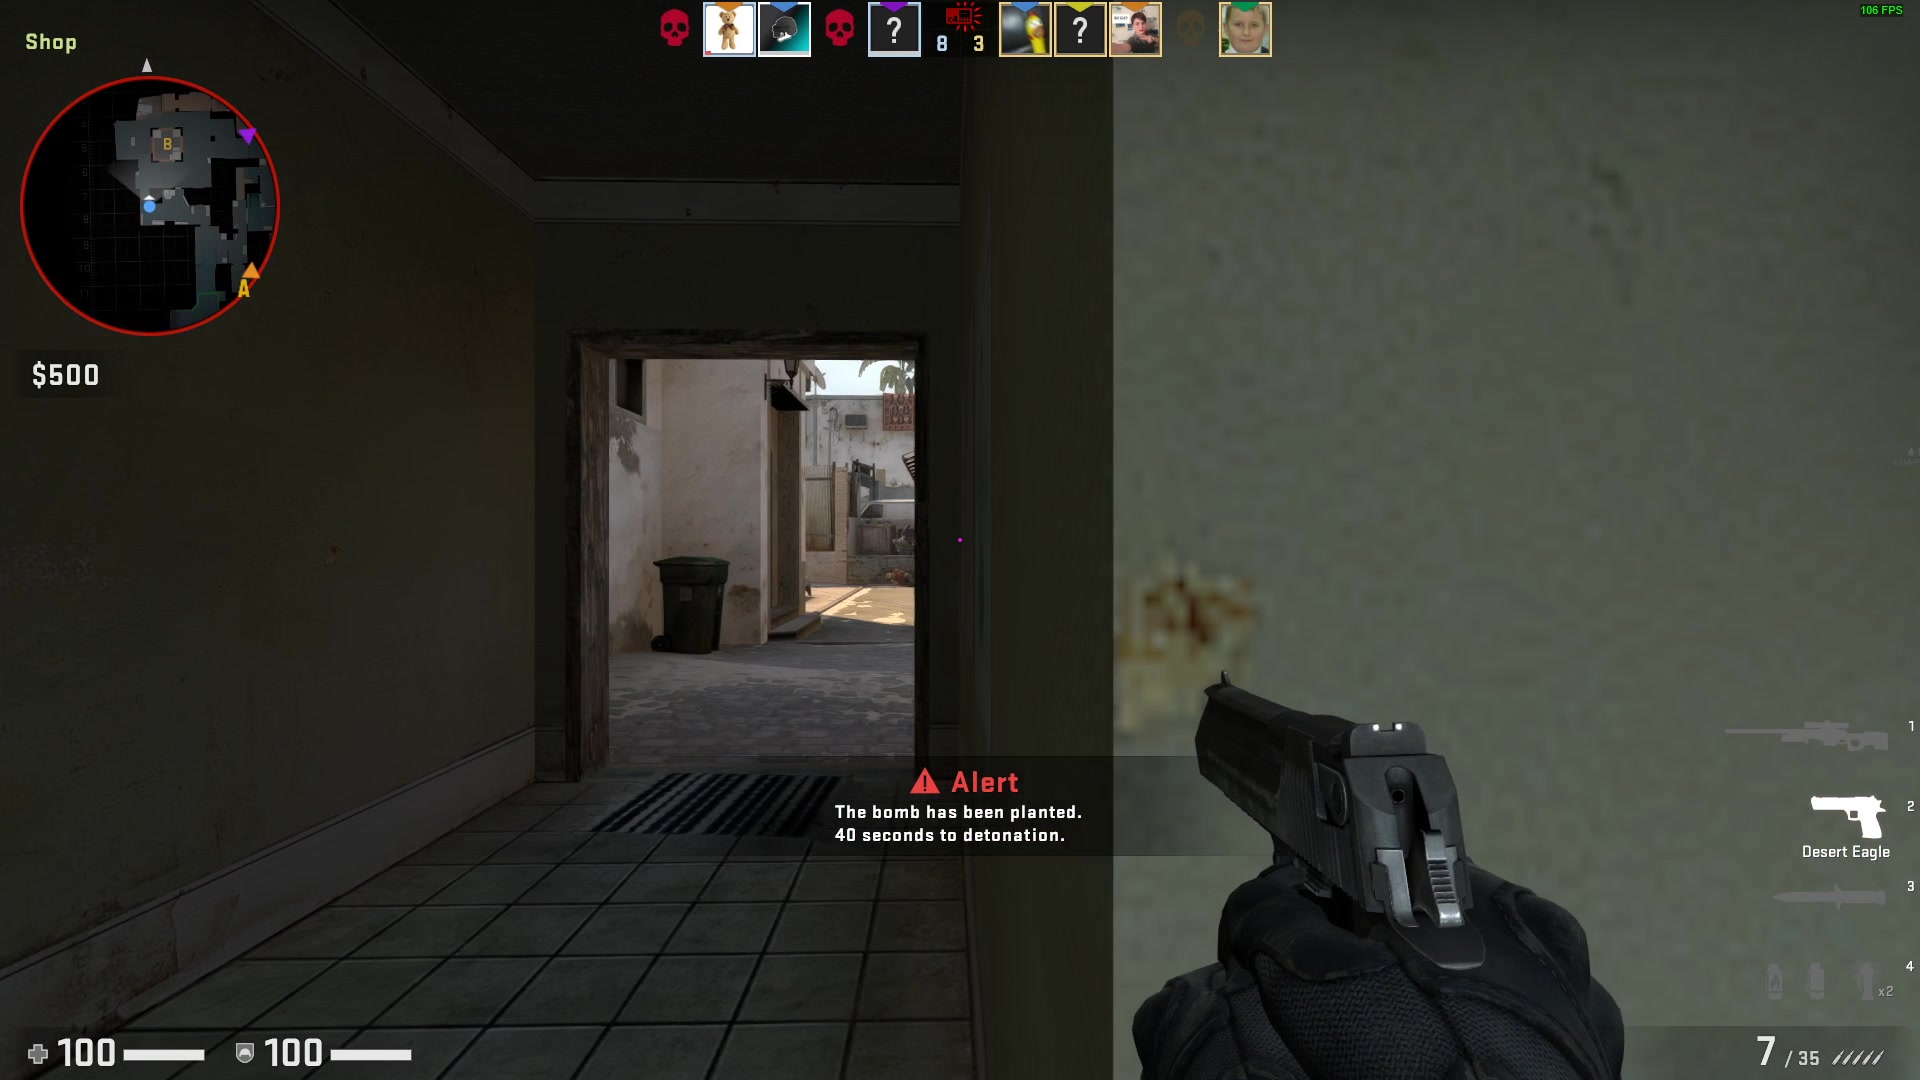 106 FPS
Shop
? 8 3 ?
B
A
$500
1
2
Desert Eagle
3
4
x2
Alert
The bomb has been planted.
40 seconds to detonation.
100 100
7 / 35